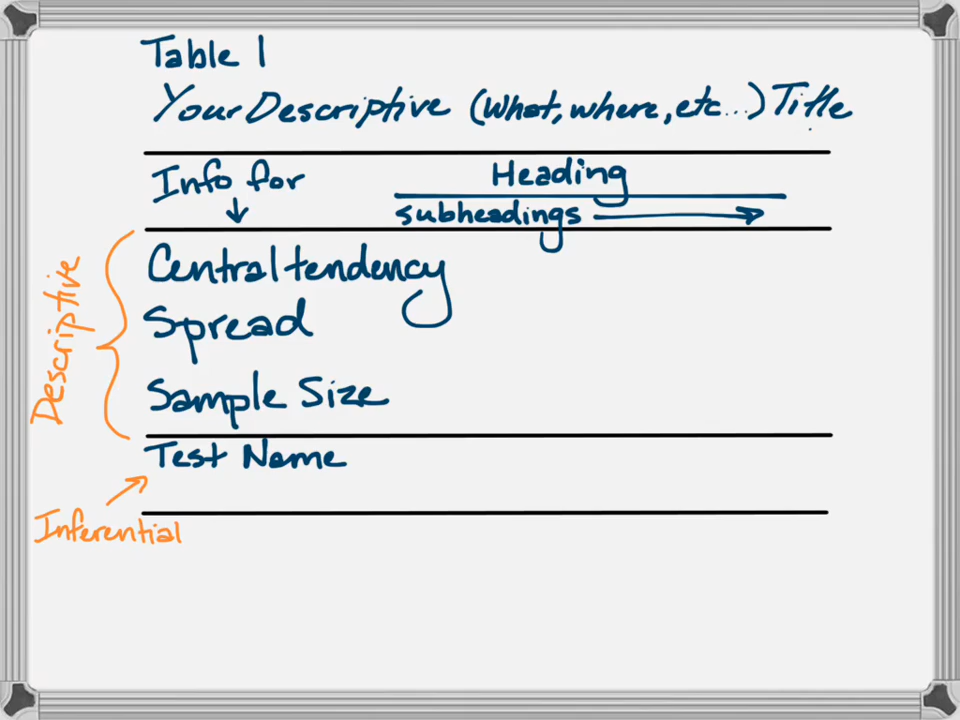 Table 1
Your Descriptive (What, where, etc...) Title
Info for
Heading
subheadings
Descriptive
Central tendency
Spread
Sample Size
Test Name
Inferential